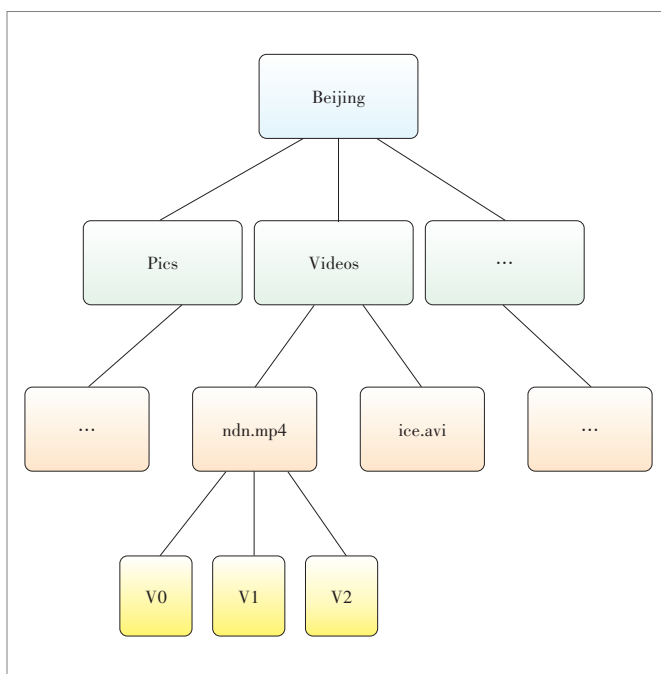 Beijing
Pics
Videos
…
…
ndn.mp4
ice.avi
…
V0
V1
V2